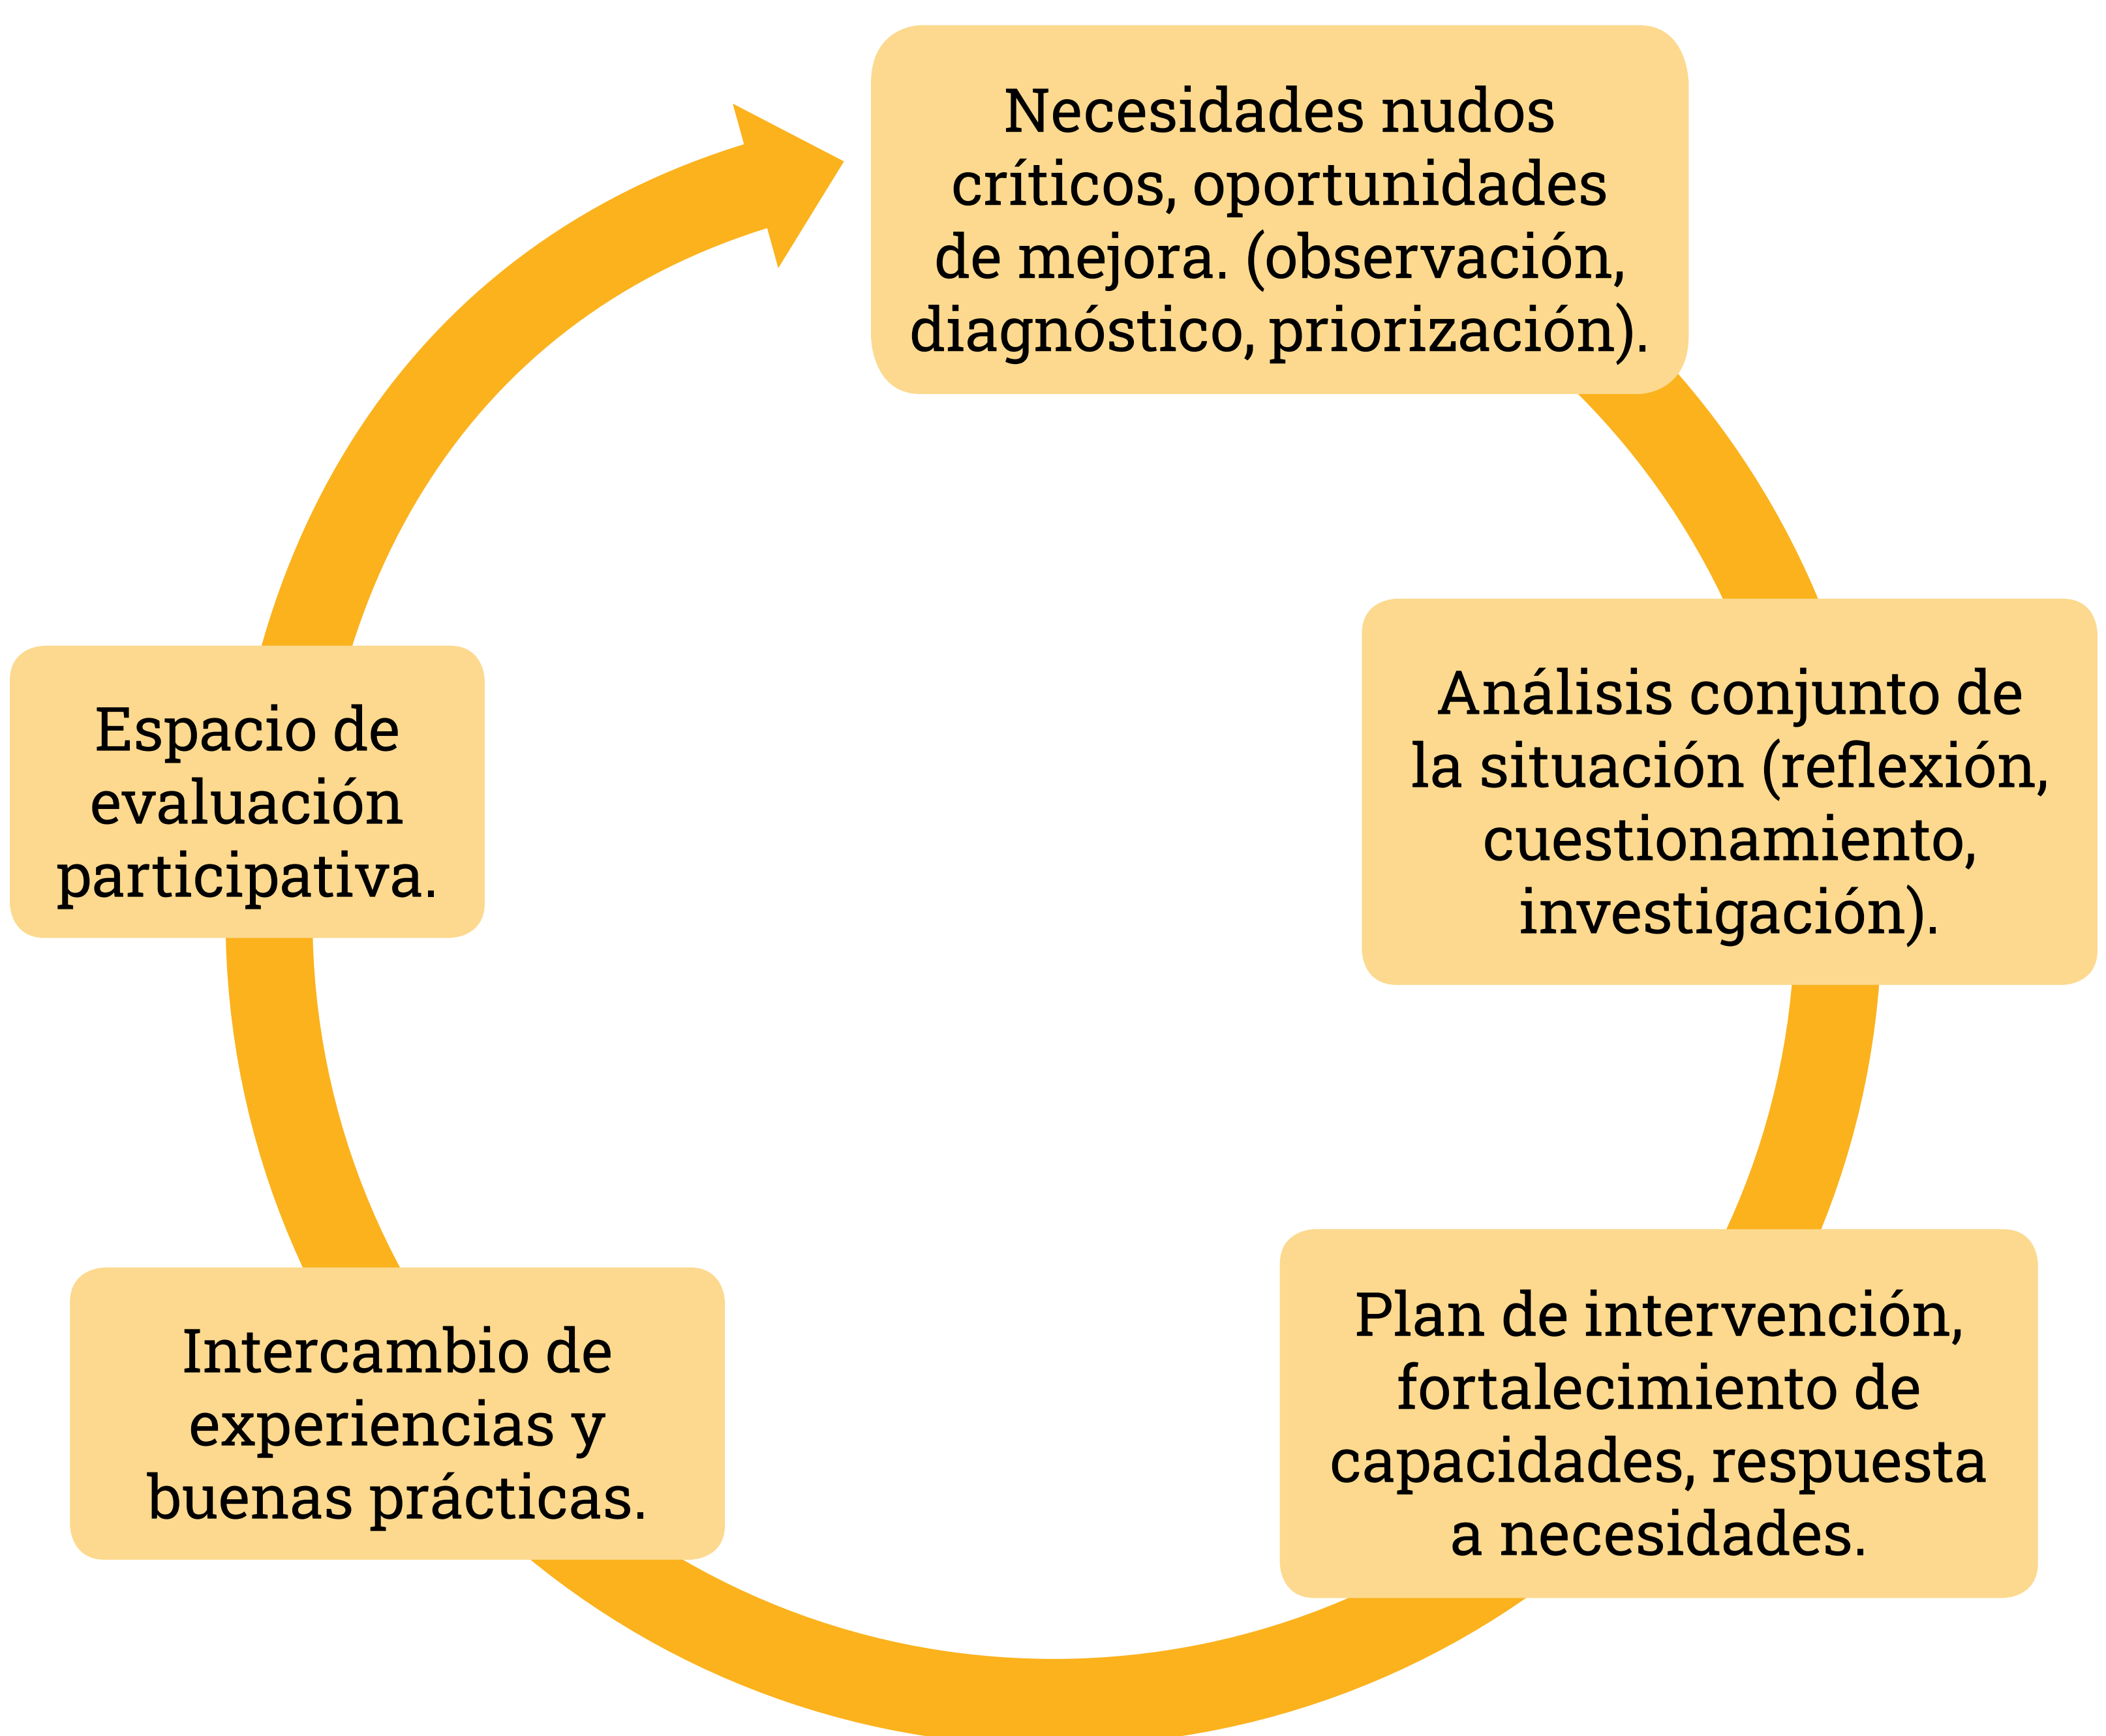 Necesidades nudos
críticos, oportunidades
de mejora. (observación,
diagnóstico, priorización).
Análisis conjunto de
la situación (reflexión,
cuestionamiento,
investigación).
Plan de intervención,
fortalecimiento de
capacidades, respuesta
a necesidades.
Intercambio de
experiencias y
buenas prácticas.
Espacio de
evaluación
participativa.